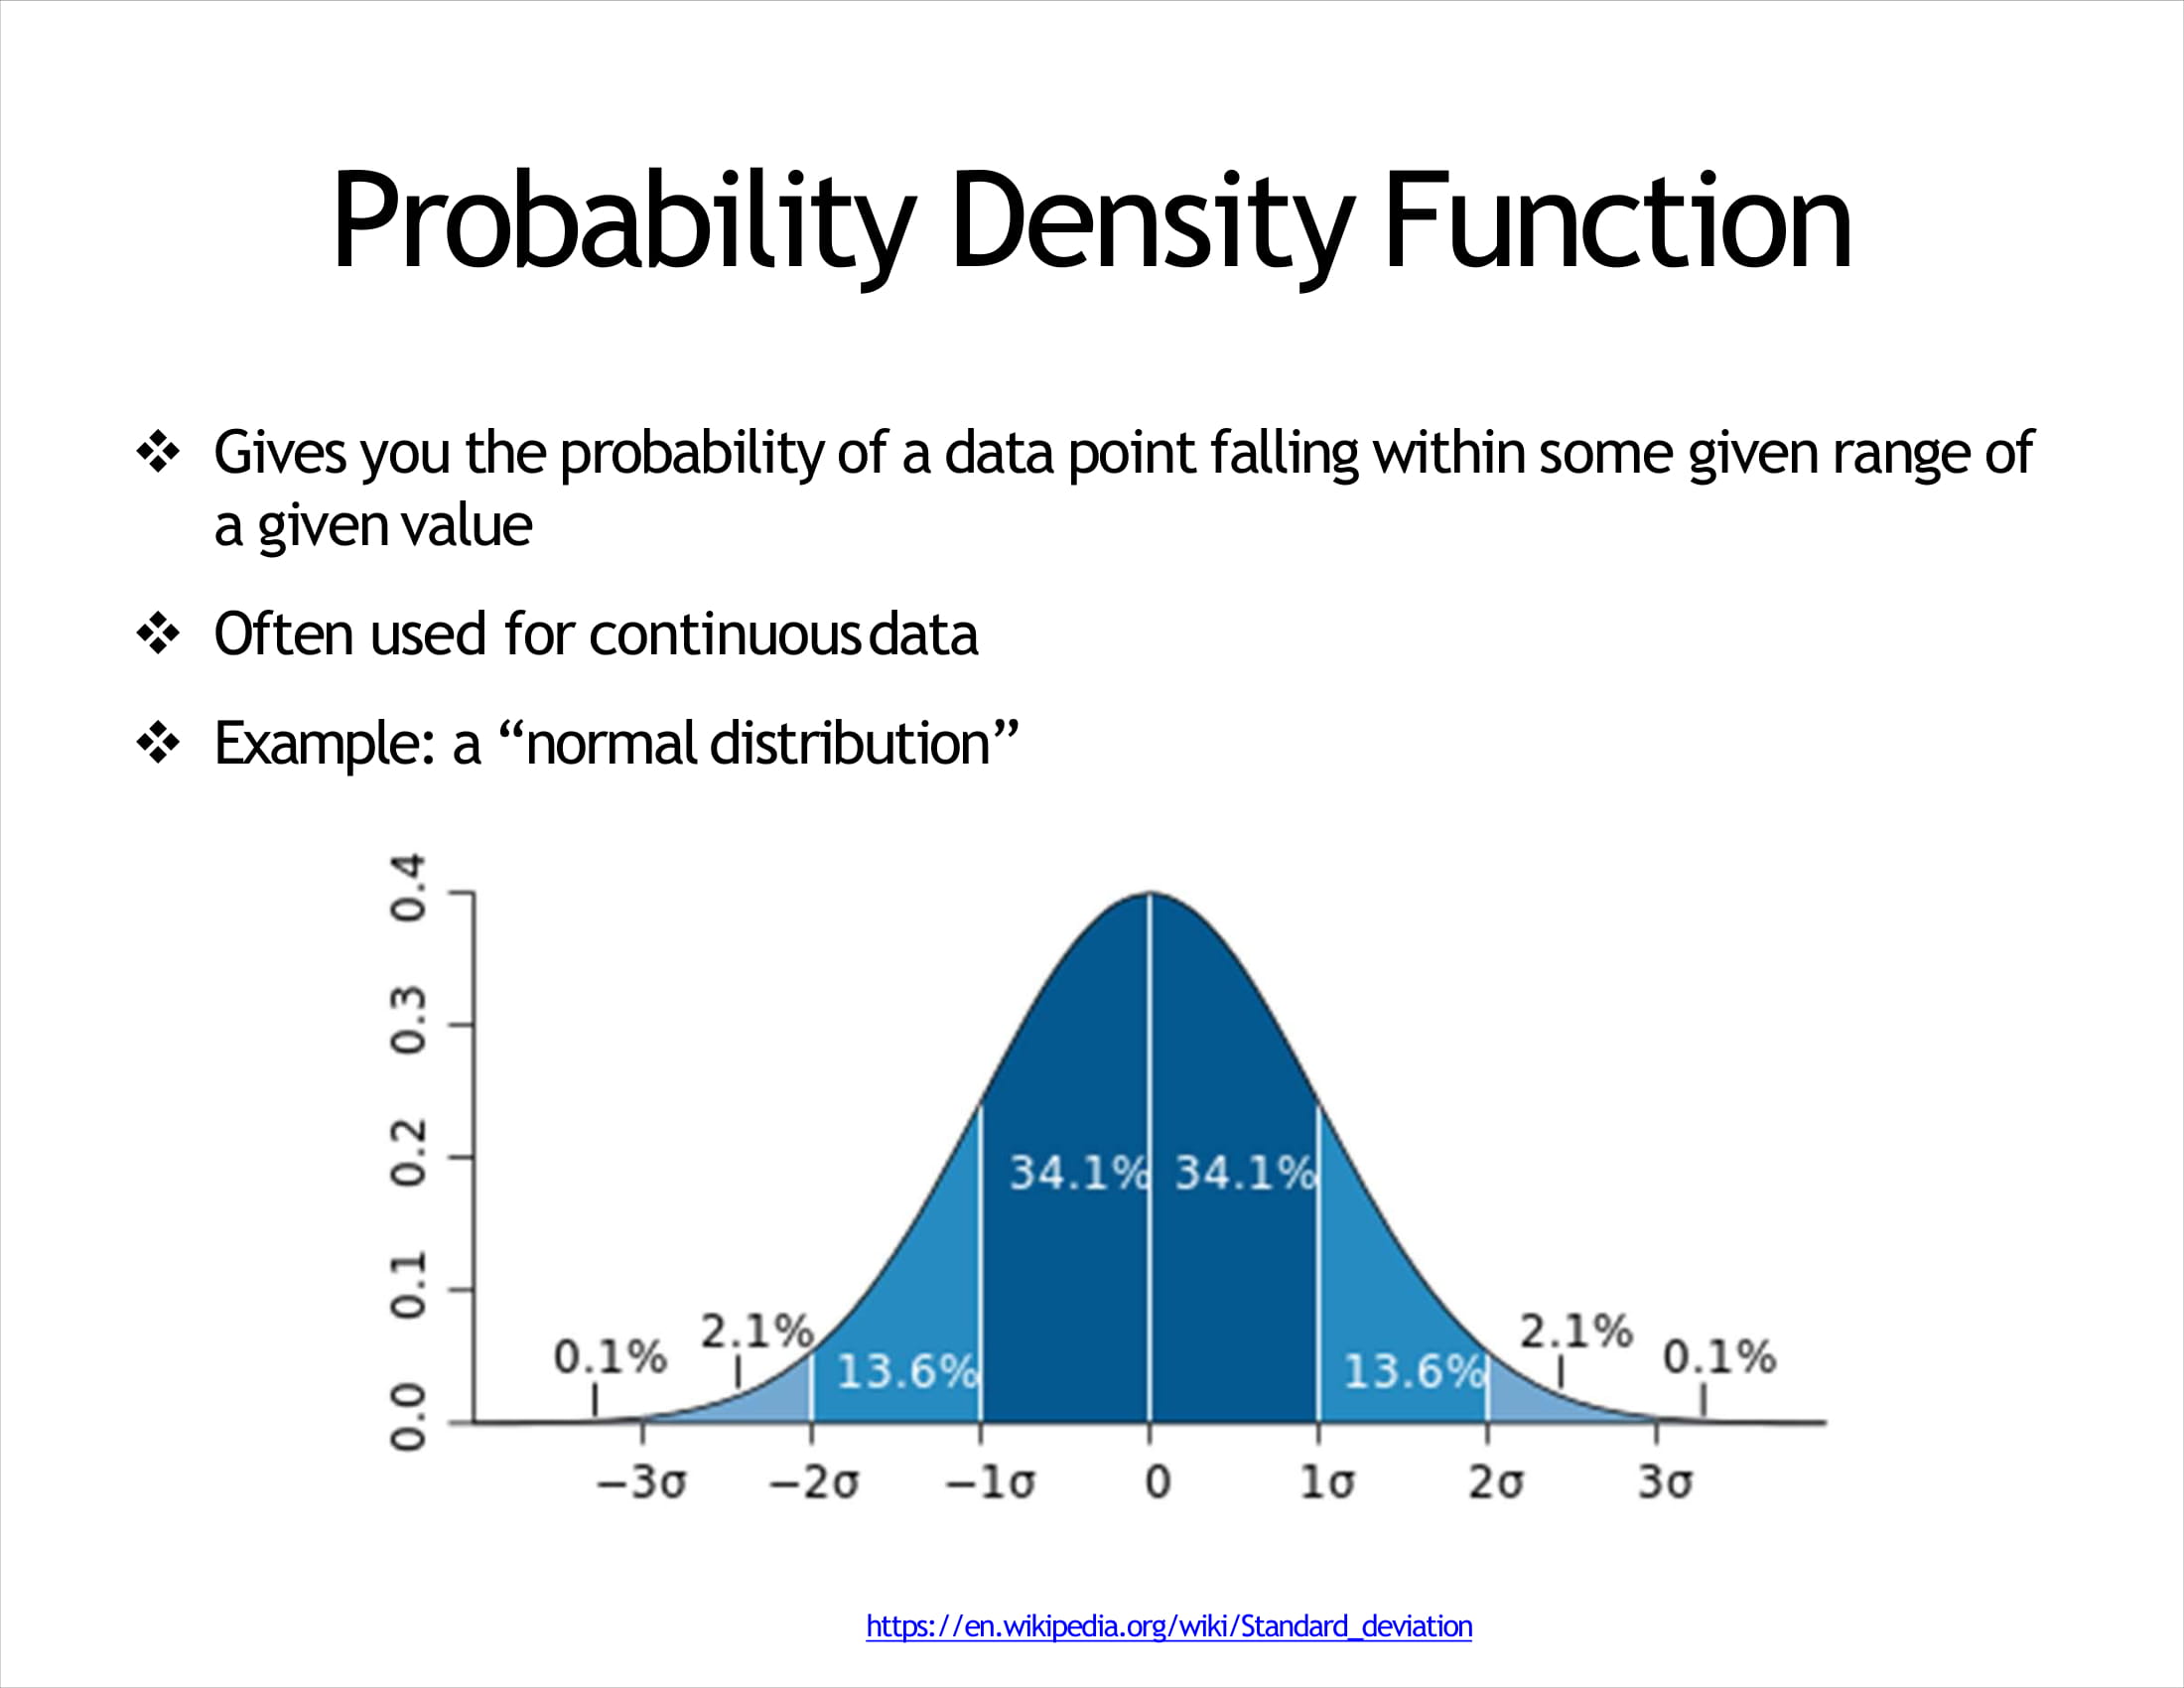 Probability Density Function
❖ Gives you the probability of a data point falling within some given range of
a given value
❖ Often used for continuous data
❖ Example: a “normal distribution”
0.4
0.3
0.2
0.1
0.0
34.1% 34.1%
0.1% 2.1% 13.6% 13.6% 2.1% 0.1%
−3σ −2σ −1σ 0 1σ 2σ 3σ
https://en.wikipedia.org/wiki/Standard_deviation